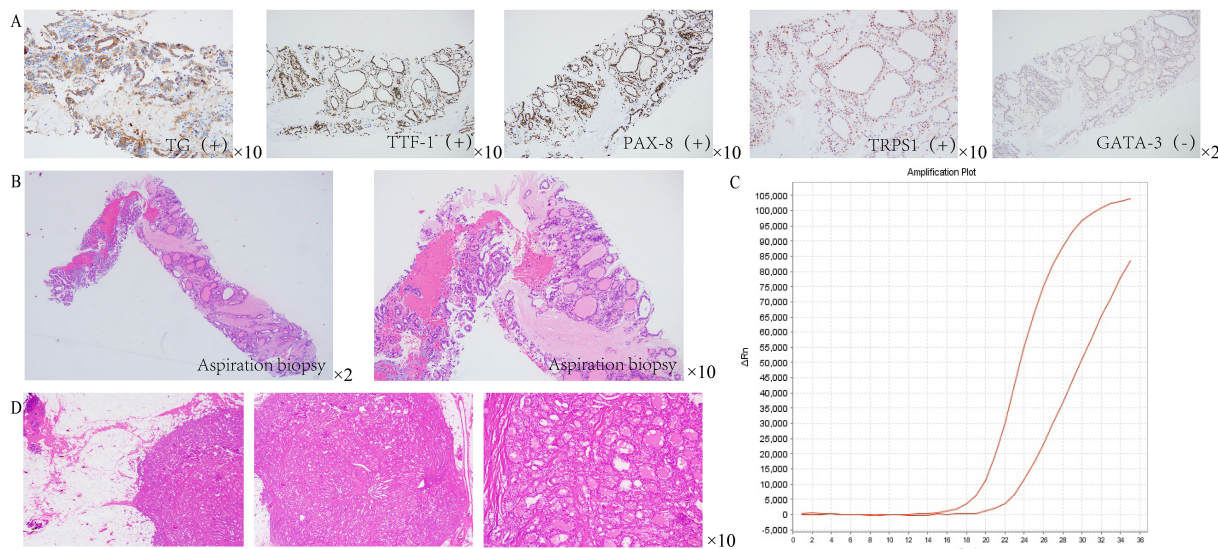 A
TG (+)
×10
TTF-1 (+)
×10
PAX-8 (+)
×10
TRPS1 (+)
×10
GATA-3 (-)
×2
B
Aspiration biopsy
×2
Aspiration biopsy
×10
C
Amplification Plot
ΔRn
105,000
100,000
95,000
90,000
85,000
80,000
75,000
70,000
65,000
60,000
55,000
50,000
45,000
40,000
35,000
30,000
25,000
20,000
15,000
10,000
5,000
0
-5,000
0 2 4 6 8 10 12 14 16 18 20 22 24 26 28 30 32 34 36
D
×10